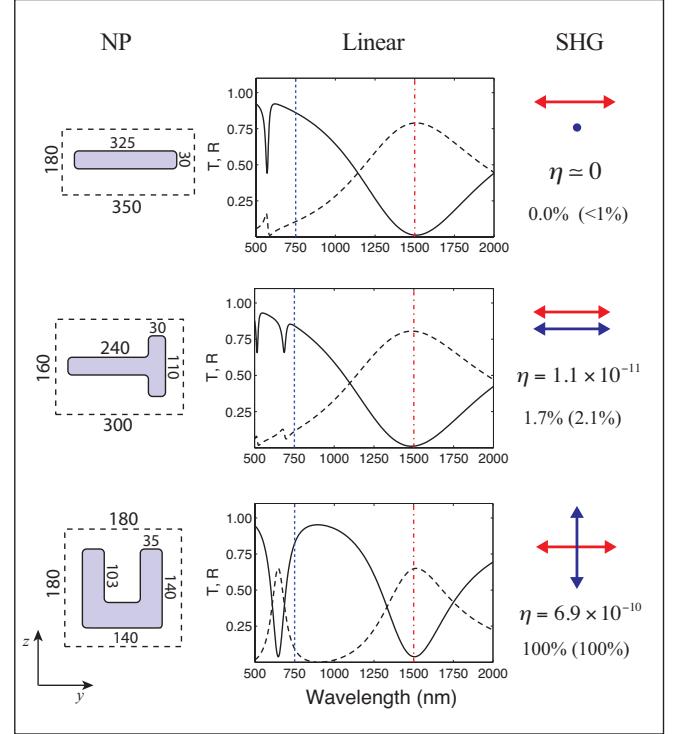 NP Linear SHG
325
180
30
350
1.00
0.75
0.50
0.25
T, R
500 750 1000 1250 1500 1750 2000
η ≃ 0
0.0% (<1%)
30
240
160
110
300
1.00
0.75
0.50
0.25
T, R
500 750 1000 1250 1500 1750 2000
η = 1.1 × 10⁻¹¹
1.7% (2.1%)
180
35
180
103
140
140
z
y
1.00
0.75
0.50
0.25
T, R
500 750 1000 1250 1500 1750 2000
Wavelength (nm)
η = 6.9 × 10⁻¹⁰
100% (100%)